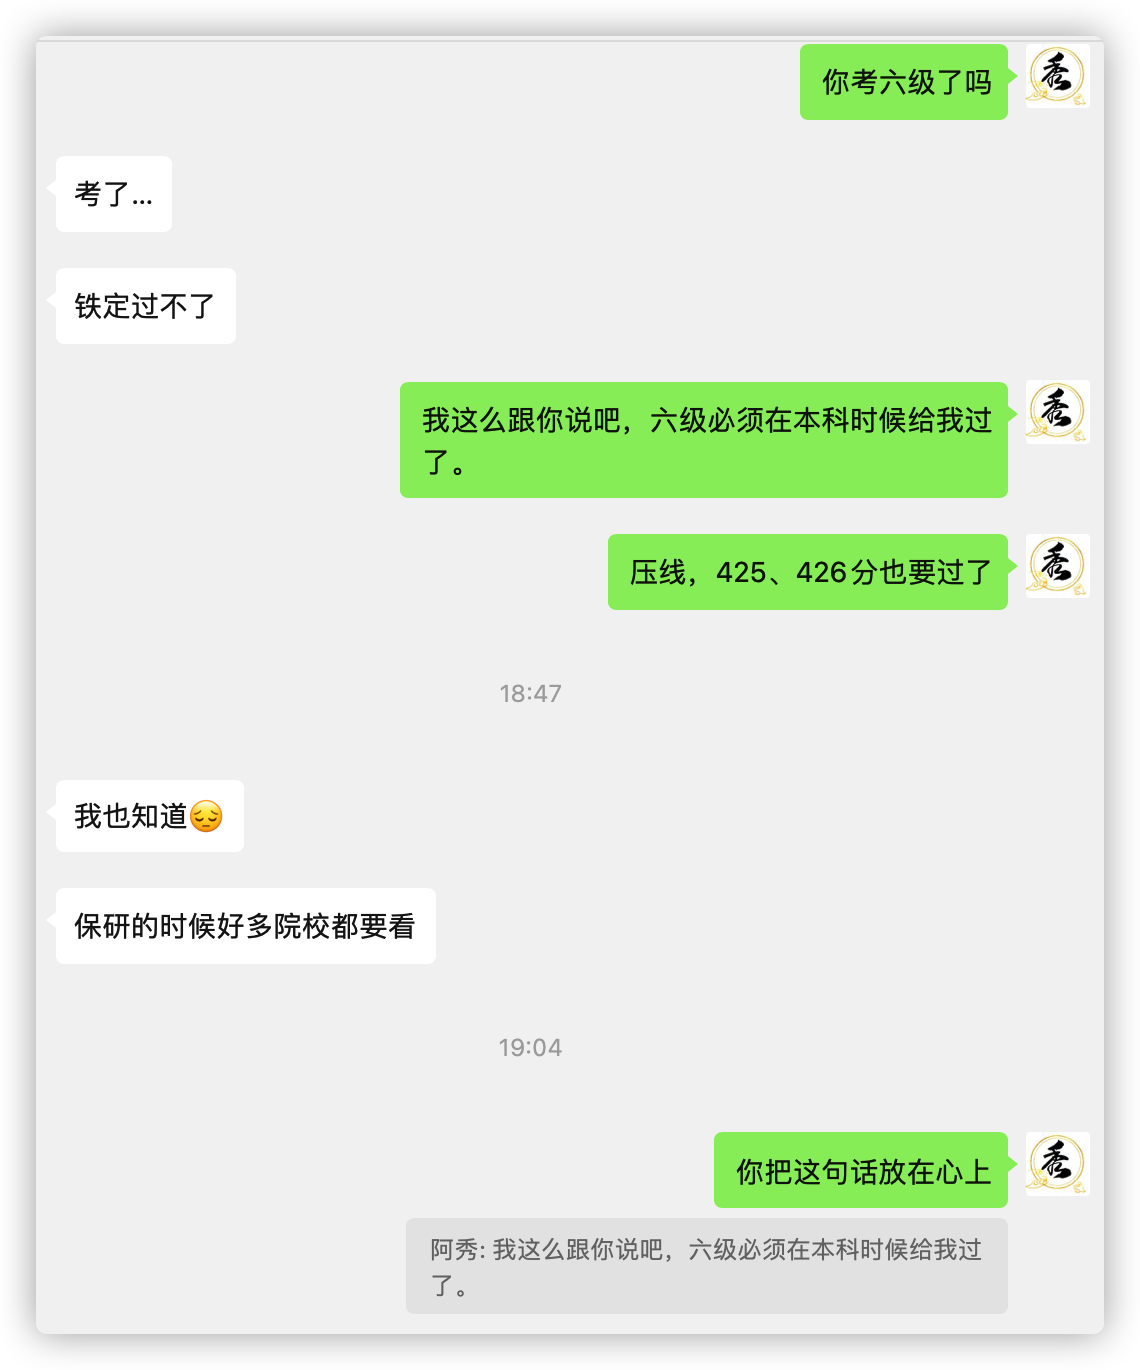 你考六级了吗
秀
考了...
铁定过不了
我这么跟你说吧，六级必须在本科时候给我过
了。
秀
压线，425、426分也要过了
秀
18:47
我也知道😔
保研的时候好多院校都要看
19:04
你把这句话放在心上
秀
阿秀: 我这么跟你说吧，六级必须在本科时候给我过
了。